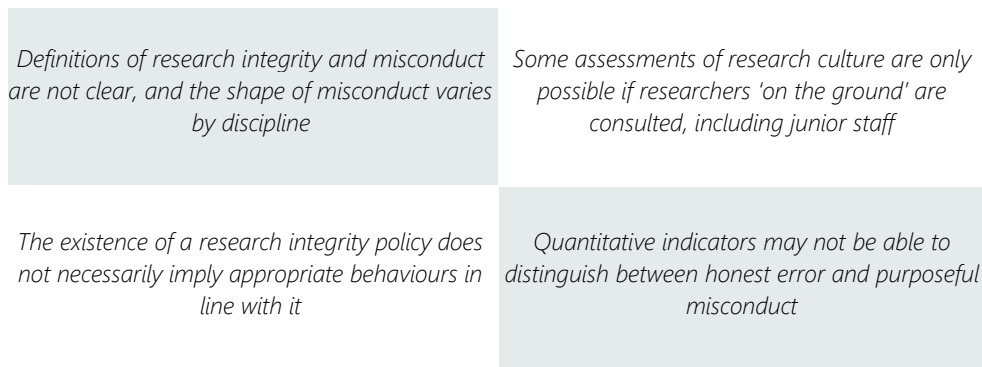 Definitions of research integrity and misconduct
are not clear, and the shape of misconduct varies
by discipline
Some assessments of research culture are only
possible if researchers 'on the ground' are
consulted, including junior staff
The existence of a research integrity policy does
not necessarily imply appropriate behaviours in
line with it
Quantitative indicators may not be able to
distinguish between honest error and purposeful
misconduct